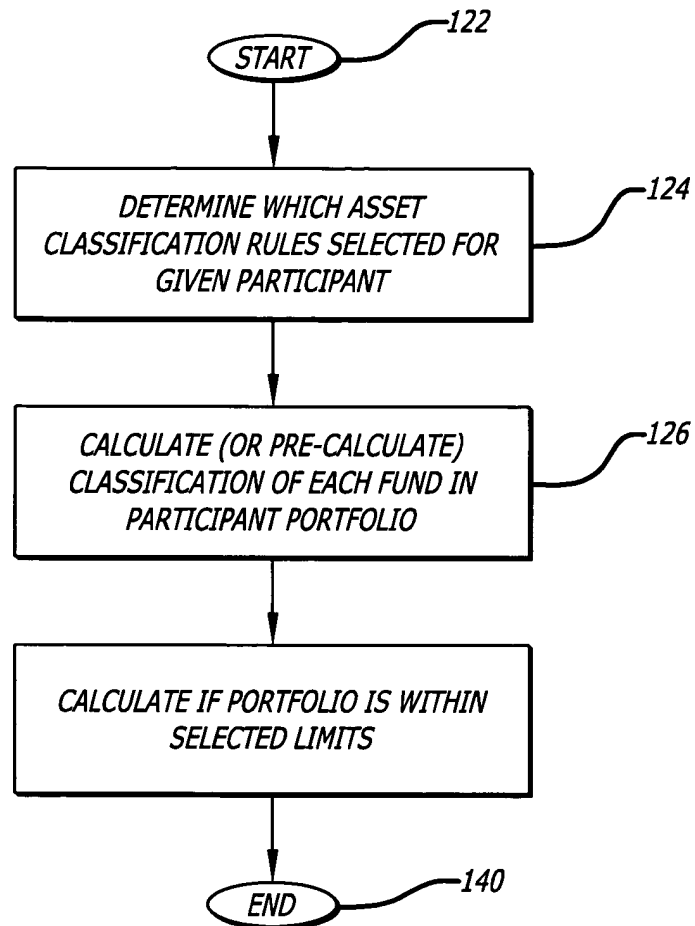 START
122
DETERMINE WHICH ASSET
CLASSIFICATION RULES SELECTED FOR
GIVEN PARTICIPANT
124
CALCULATE (OR PRE-CALCULATE)
CLASSIFICATION OF EACH FUND IN
PARTICIPANT PORTFOLIO
126
CALCULATE IF PORTFOLIO IS WITHIN
SELECTED LIMITS
END
140